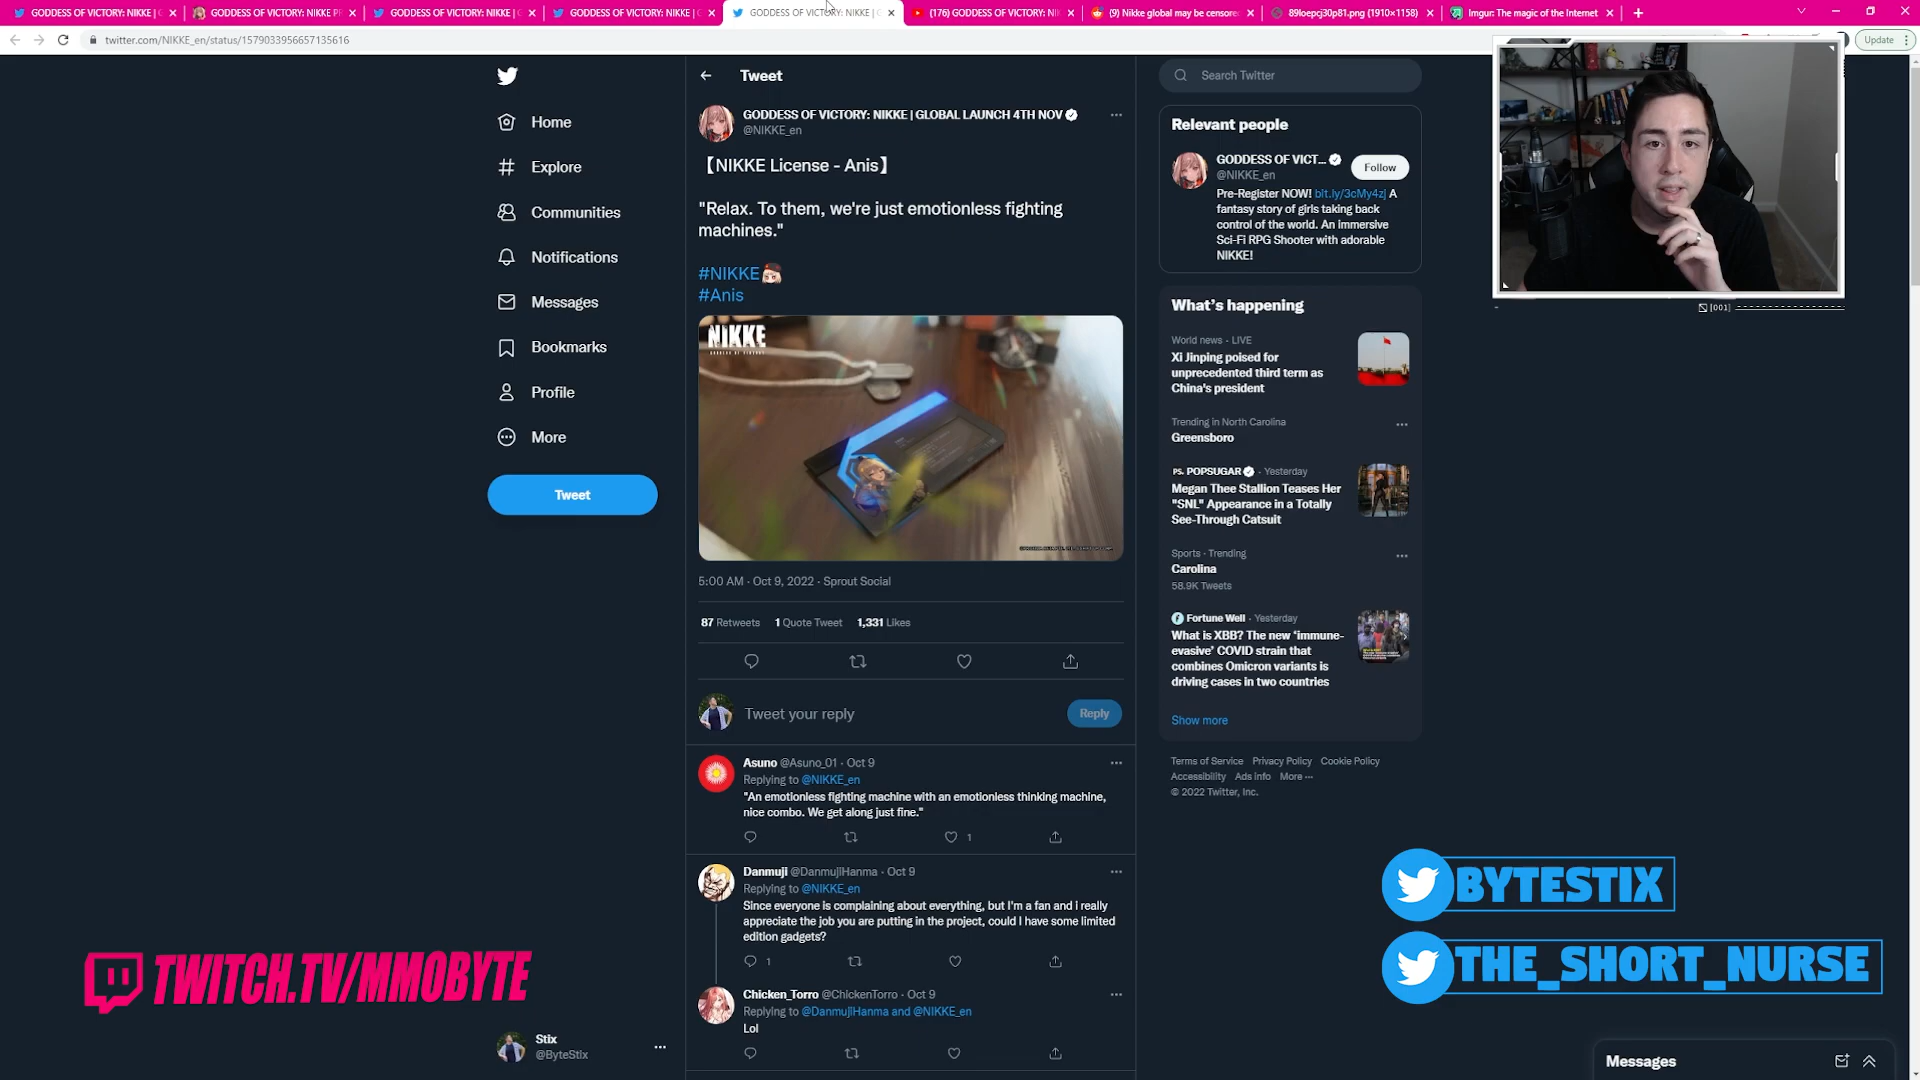 GODDESS OF VICTORY: NIKKE | G
GODDESS OF VICTORY: NIKKE PR
GODDESS OF VICTORY: NIKKE | G
GODDESS OF VICTORY: NIKKE | G
GODDESS OF VICTORY: NIKKE | G
(176) GODDESS OF VICTORY: NI
(9) Nikke global may be censore
89loepcj30p81.png (1910×1158)
Imgur: The magic of the Internet
twitter.com/NIKKE_en/status/1579033956657135616
Update
Home
Explore
Communities
Notifications
Messages
Bookmarks
Profile
More
Tweet
Stix
@ByteStix
Tweet
GODDESS OF VICTORY: NIKKE | GLOBAL LAUNCH 4TH NOV
@NIKKE_en
【NIKKE License - Anis】
"Relax. To them, we're just emotionless fighting
machines."
#NIKKE
#Anis
NIKKE
5:00 AM · Oct 9, 2022 · Sprout Social
87 Retweets 1 Quote Tweet 1,331 Likes
Tweet your reply
Reply
Asuno @Asuno_01 · Oct 9
Replying to @NIKKE_en
"An emotionless fighting machine with an emotionless thinking machine,
nice combo. We get along just fine."
1
Danmuji @DanmujiHanma · Oct 9
Replying to @NIKKE_en
Since everyone is complaining about everything, but I'm a fan and i really
appreciate the job you are putting in the project, could I have some limited
edition gadgets?
1
Chicken_Torro @ChickenTorro · Oct 9
Replying to @DanmujiHanma and @NIKKE_en
Lol
Search Twitter
Relevant people
GODDESS OF VICT...
@NIKKE_en
Follow
Pre-Register NOW! bit.ly/3cMy4zj A
fantasy story of girls taking back
control of the world. An immersive
Sci-Fi RPG Shooter with adorable
NIKKE!
What's happening
World news · LIVE
Xi Jinping poised for
unprecedented third term as
China's president
Trending in North Carolina
Greensboro
PS. POPSUGAR · Yesterday
Megan Thee Stallion Teases Her
"SNL" Appearance in a Totally
See-Through Catsuit
Sports · Trending
Carolina
58.9K Tweets
Fortune Well · Yesterday
What is XBB? The new 'immune-
evasive' COVID strain that
combines Omicron variants is
driving cases in two countries
Show more
Terms of Service Privacy Policy Cookie Policy
Accessibility Ads info More ···
© 2022 Twitter, Inc.
[001]
TWITCH.TV/MMOBYTE
BYTESTIX
THE_SHORT_NURSE
Messages